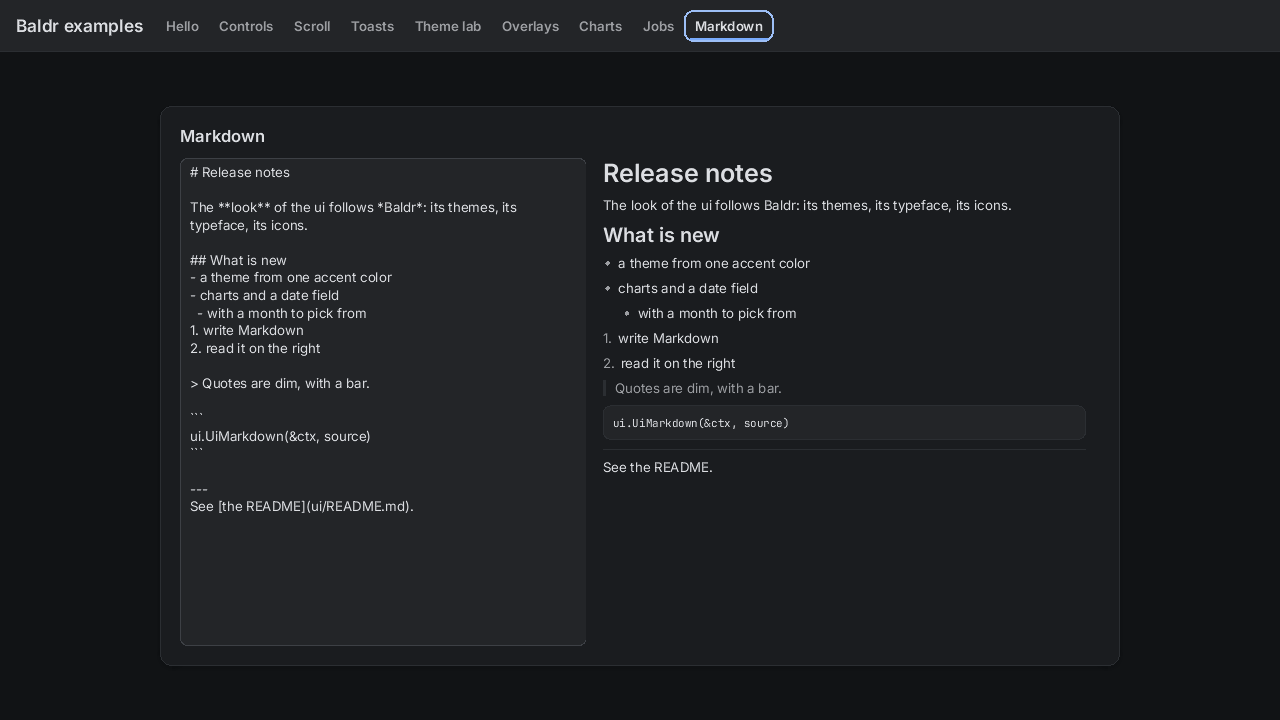 Baldr examples Hello Controls Scroll Toasts Theme lab Overlays Charts Jobs Markdown
Markdown
# Release notes
The **look** of the ui follows *Baldr*: its themes, its
typeface, its icons.
## What is new
- a theme from one accent color
- charts and a date field
  - with a month to pick from
1. write Markdown
2. read it on the right
> Quotes are dim, with a bar.
```
ui.UiMarkdown(&ctx, source)
```
---
See [the README](ui/README.md).
Release notes
The look of the ui follows Baldr: its themes, its typeface, its icons.
What is new
• a theme from one accent color
• charts and a date field
• with a month to pick from
1. write Markdown
2. read it on the right
Quotes are dim, with a bar.
ui.UiMarkdown(&ctx, source)
See the README.